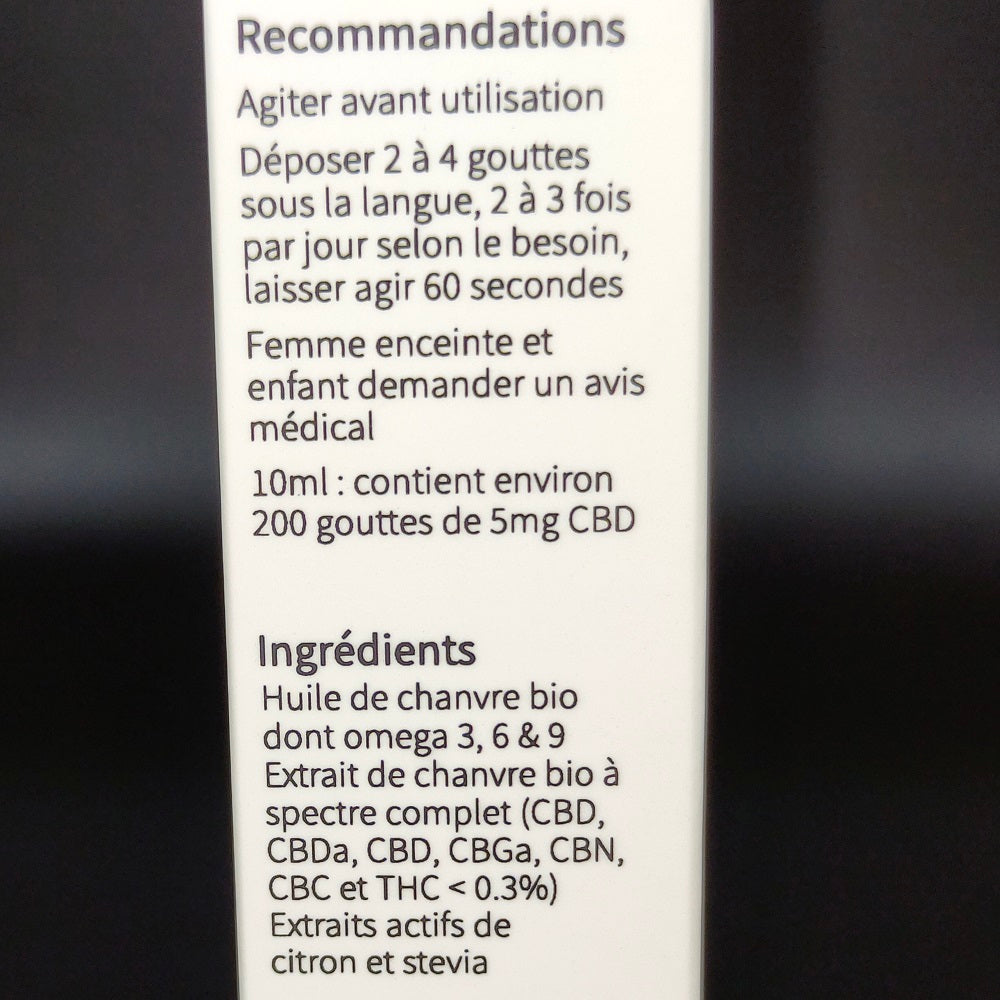 Recommandations
Agiter avant utilisation
Déposer 2 à 4 gouttes
sous la langue, 2 à 3 fois
par jour selon le besoin,
laisser agir 60 secondes
Femme enceinte et
enfant demander un avis
médical
10ml : contient environ
200 gouttes de 5mg CBD
Ingrédients
Huile de chanvre bio
dont omega 3, 6 & 9
Extrait de chanvre bio à
spectre complet (CBD,
CBDa, CBD, CBGa, CBN,
CBC et THC < 0.3%)
Extraits actifs de
citron et stevia